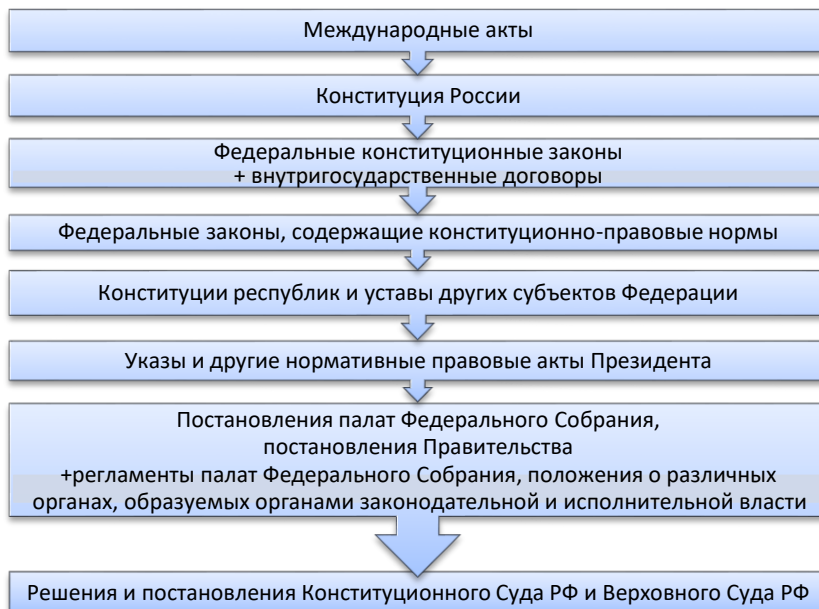 Международные акты
Конституция России
Федеральные конституционные законы
+ внутригосударственные договоры
Федеральные законы, содержащие конституционно-правовые нормы
Конституции республик и уставы других субъектов Федерации
Указы и другие нормативные правовые акты Президента
Постановления палат Федерального Собрания,
постановления Правительства
+регламенты палат Федерального Собрания, положения о различных
органах, образуемых органами законодательной и исполнительной власти
Решения и постановления Конституционного Суда РФ и Верховного Суда РФ